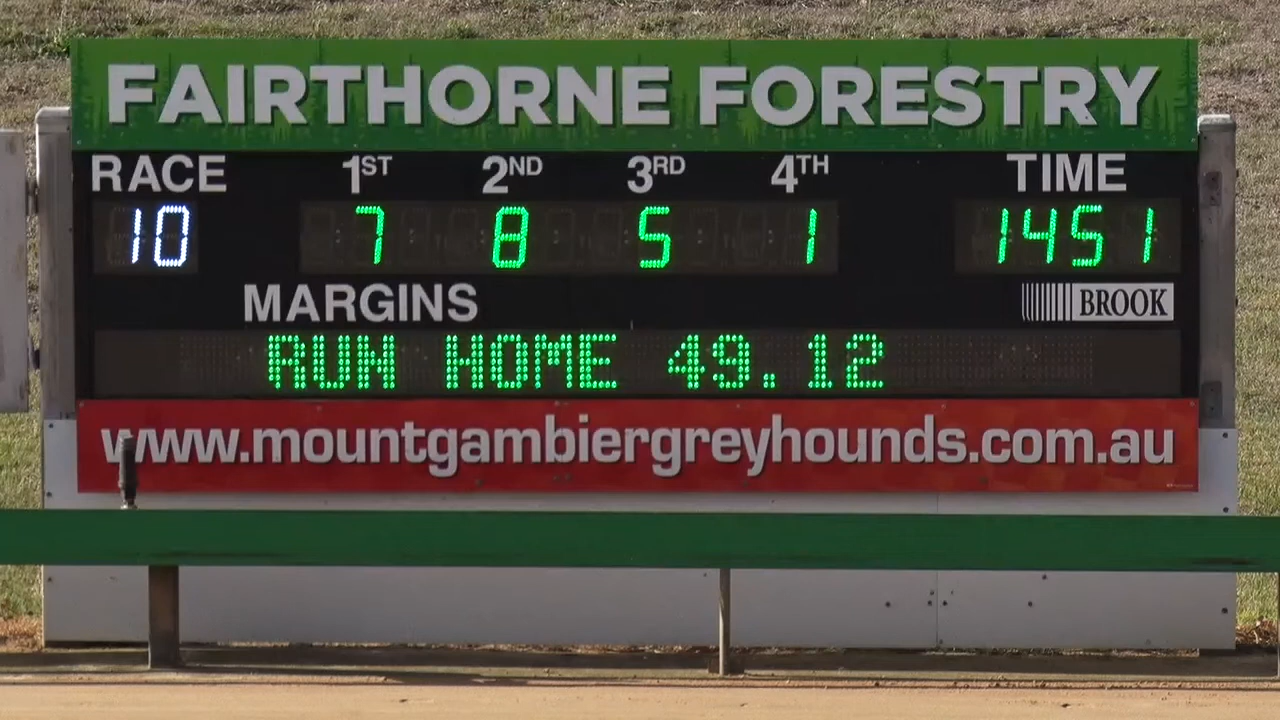 FAIRTHORNE FORESTRY
RACE 1ST 2ND 3RD 4TH TIME
10 7 8 5 1 1451
MARGINS BROOK
RUN HOME 49.12
www.mountgambiergreyhounds.com.au